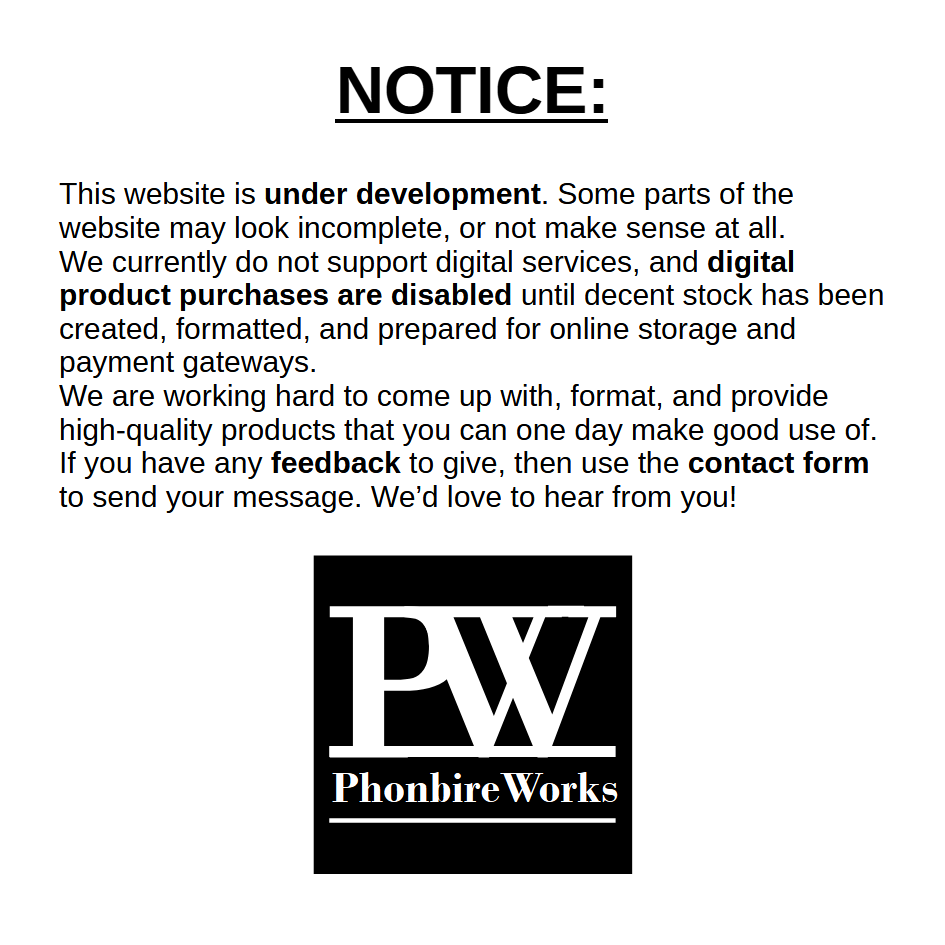 NOTICE:
This website is under development. Some parts of the
website may look incomplete, or not make sense at all.
We currently do not support digital services, and digital
product purchases are disabled until decent stock has been
created, formatted, and prepared for online storage and
payment gateways.
We are working hard to come up with, format, and provide
high-quality products that you can one day make good use of.
If you have any feedback to give, then use the contact form
to send your message. We’d love to hear from you!
PW
PhonbireWorks